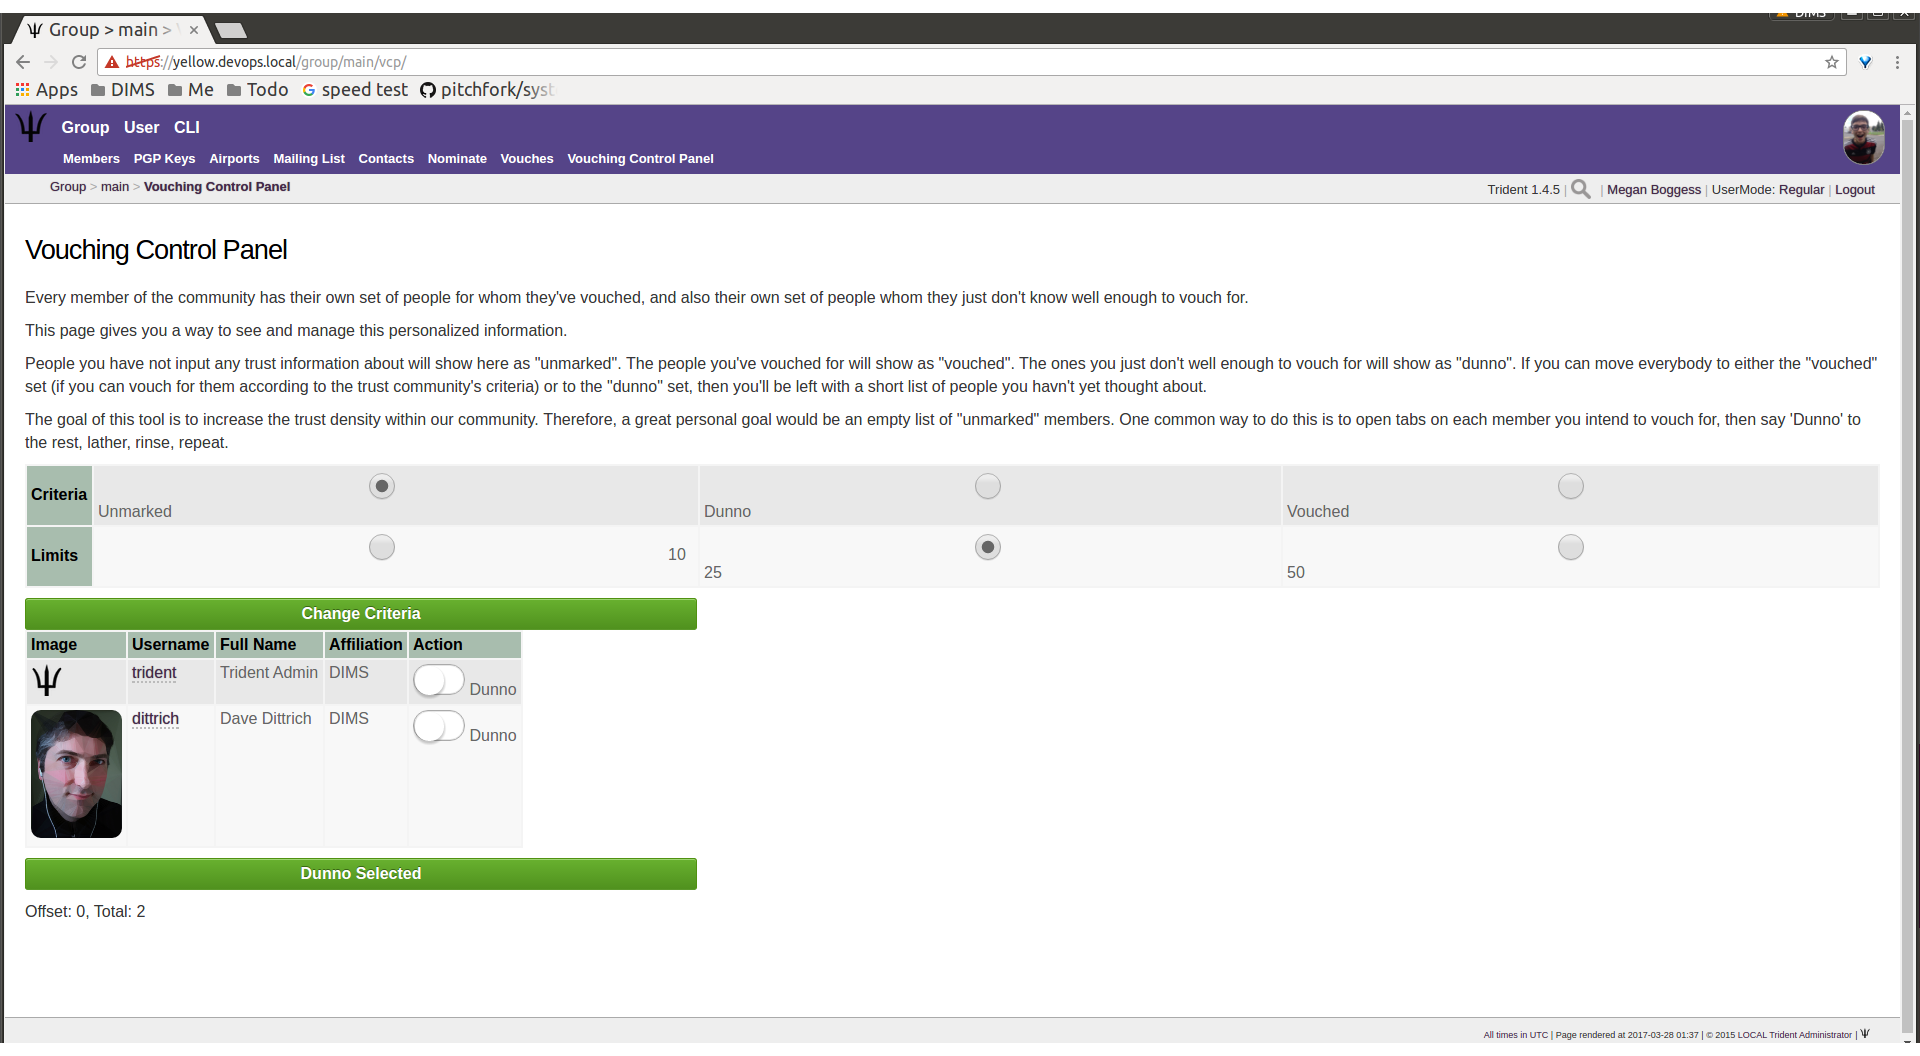 DIMS
Group > main >
https://yellow.devops.local/group/main/vcp/
Apps DIMS Me Todo speed test pitchfork/syst
Group User CLI
Members PGP Keys Airports Mailing List Contacts Nominate Vouches Vouching Control Panel
Group > main > Vouching Control Panel
Trident 1.4.5 | | Megan Boggess | UserMode: Regular | Logout
Vouching Control Panel
Every member of the community has their own set of people for whom they've vouched, and also their own set of people whom they just don't know well enough to vouch for.
This page gives you a way to see and manage this personalized information.
People you have not input any trust information about will show here as "unmarked". The people you've vouched for will show as "vouched". The ones you just don't well enough to vouch for will show as "dunno". If you can move everybody to either the "vouched"
set (if you can vouch for them according to the trust community's criteria) or to the "dunno" set, then you'll be left with a short list of people you havn't yet thought about.
The goal of this tool is to increase the trust density within our community. Therefore, a great personal goal would be an empty list of "unmarked" members. One common way to do this is to open tabs on each member you intend to vouch for, then say 'Dunno' to
the rest, lather, rinse, repeat.
Criteria Unmarked Dunno Vouched
Limits 10 25 50
Change Criteria
Image Username Full Name Affiliation Action
trident Trident Admin DIMS Dunno
dittrich Dave Dittrich DIMS Dunno
Dunno Selected
Offset: 0, Total: 2
All times in UTC | Page rendered at 2017-03-28 01:37 | © 2015 LOCAL Trident Administrator |